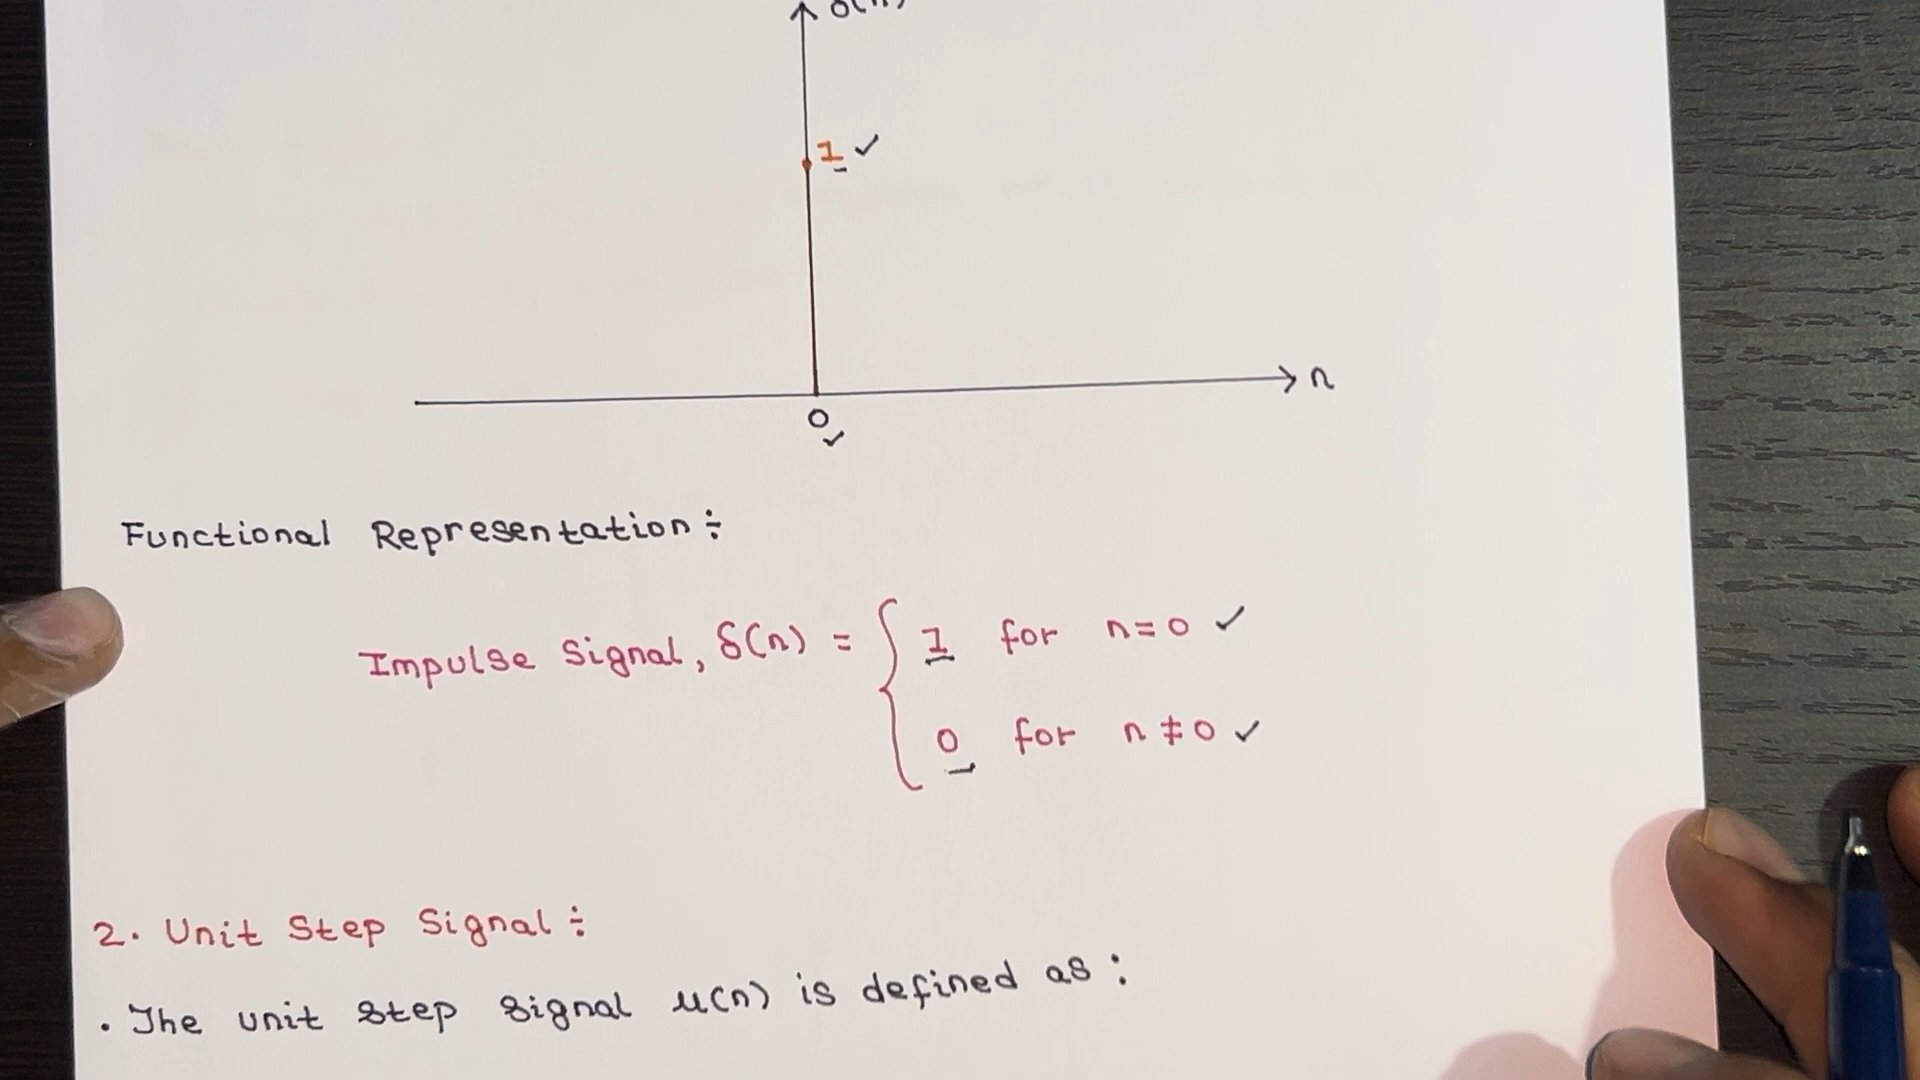 δ(n)
1 ✓
n
0 ✓
Functional Representation÷
Impulse Signal, δ(n) = { 1 for n=0 ✓
0 for n≠0 ✓
2. Unit Step Signal÷
. The unit step signal u(n) is defined as :